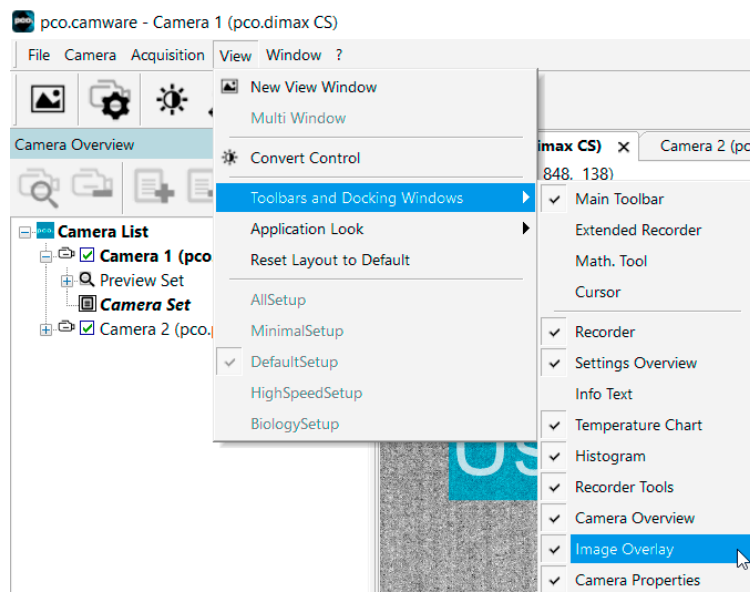 pco.camware - Camera 1 (pco.dimax CS)
File Camera Acquisition View Window ?
New View Window
Multi Window
Convert Control
Toolbars and Docking Windows
Application Look
Reset Layout to Default
AllSetup
MinimalSetup
DefaultSetup
HighSpeedSetup
BiologySetup
Camera Overview
Camera List
Camera 1 (pco
Preview Set
Camera Set
Camera 2 (pco.
imax CS) Camera 2 (pc
848, 138)
Main Toolbar
Extended Recorder
Math. Tool
Cursor
Recorder
Settings Overview
Info Text
Temperature Chart
Histogram
Recorder Tools
Camera Overview
Image Overlay
Camera Properties